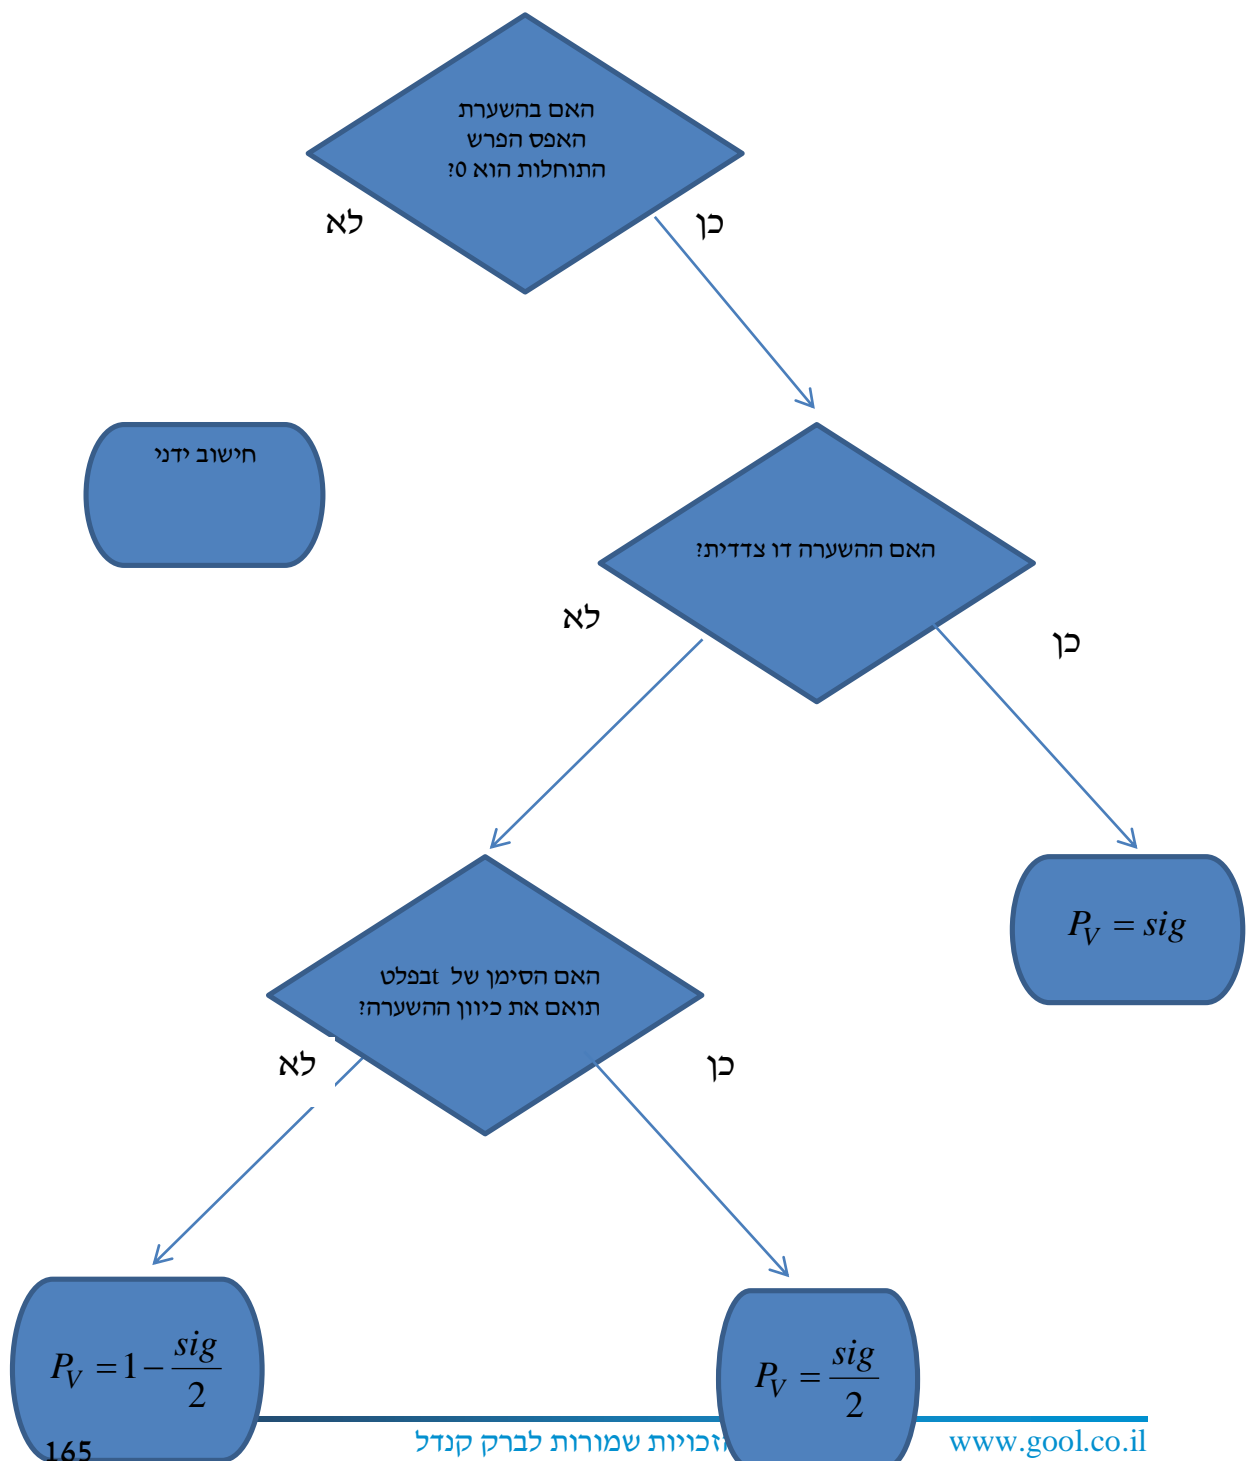 האם בהשערת
האפס הפרש
התוחלות הוא 0?
לא
כן
חישוב ידני
האם ההשערה דו צדדית?
לא
כן
P_V = sig
האם הסימן של t בפלט
תואם את כיוון ההשערה?
לא
כן
P_V = 1 - sig/2
P_V = sig/2
165
זכויות שמורות לברק קנדל
www.gool.co.il